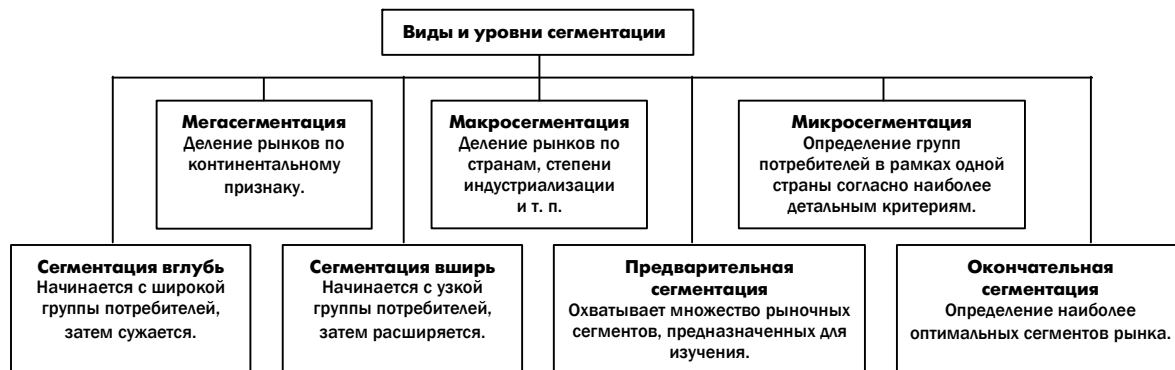 Виды и уровни сегментации
Мегасегментация
Деление рынков по
континентальному
признаку.
Макросегментация
Деление рынков по
странам, степени
индустриализации
и т. п.
Микросегментация
Определение групп
потребителей в рамках одной
страны согласно наиболее
детальным критериям.
Сегментация вглубь
Начинается с широкой
группы потребителей,
затем сужается.
Сегментация вширь
Начинается с узкой
группы потребителей,
затем расширяется.
Предварительная
сегментация
Охватывает множество рыночных
сегментов, предназначенных для
изучения.
Окончательная
сегментация
Определение наиболее
оптимальных сегментов рынка.